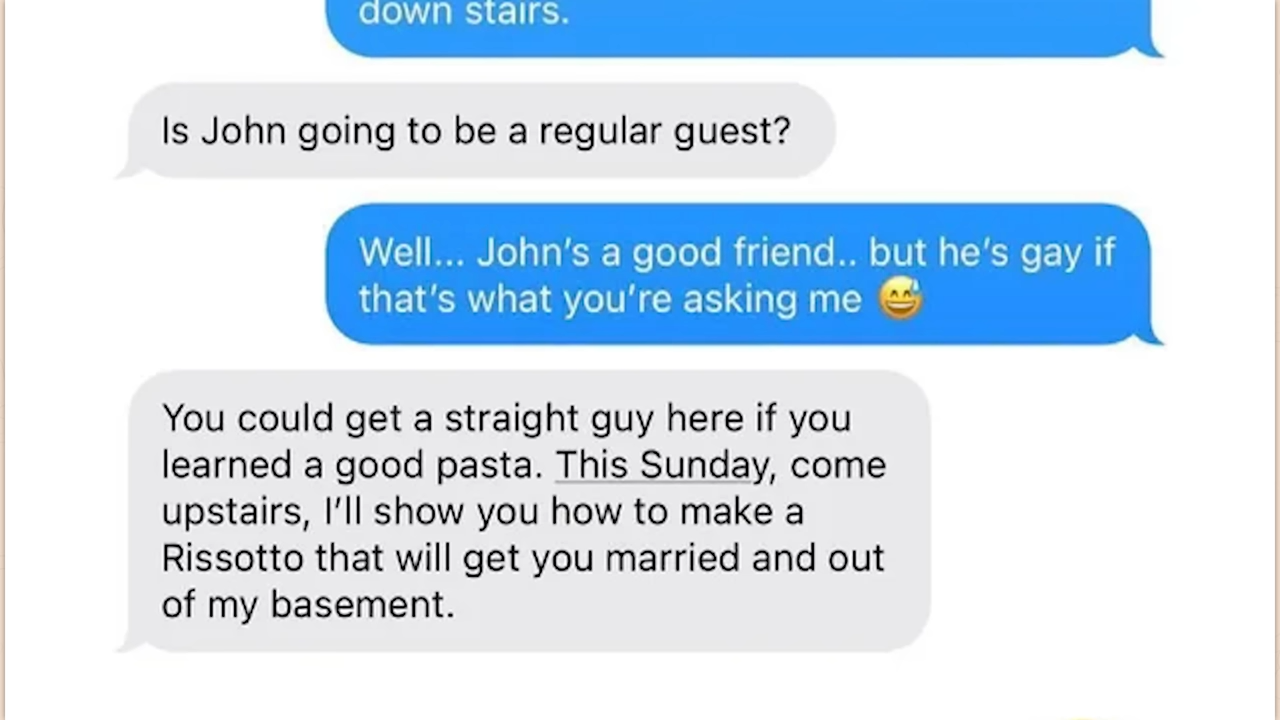 down stairs.
Is John going to be a regular guest?
Well... John’s a good friend.. but he’s gay if
that’s what you’re asking me 😅
You could get a straight guy here if you
learned a good pasta. This Sunday, come
upstairs, I’ll show you how to make a
Rissotto that will get you married and out
of my basement.